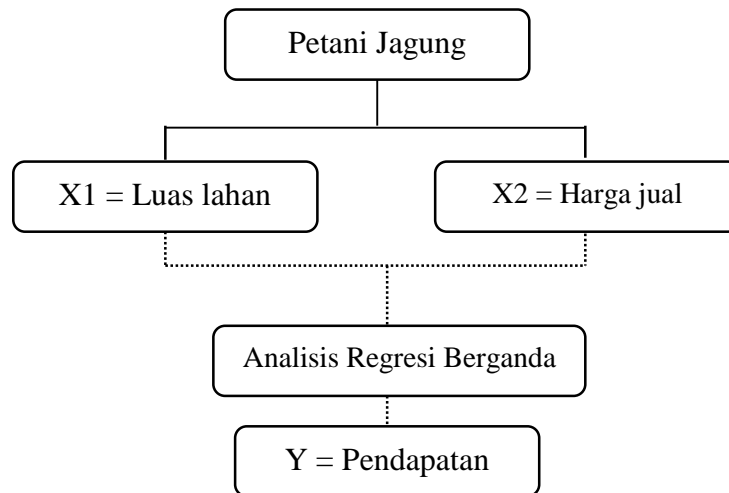 Petani Jagung
X1 = Luas lahan
X2 = Harga jual
Analisis Regresi Berganda
Y = Pendapatan